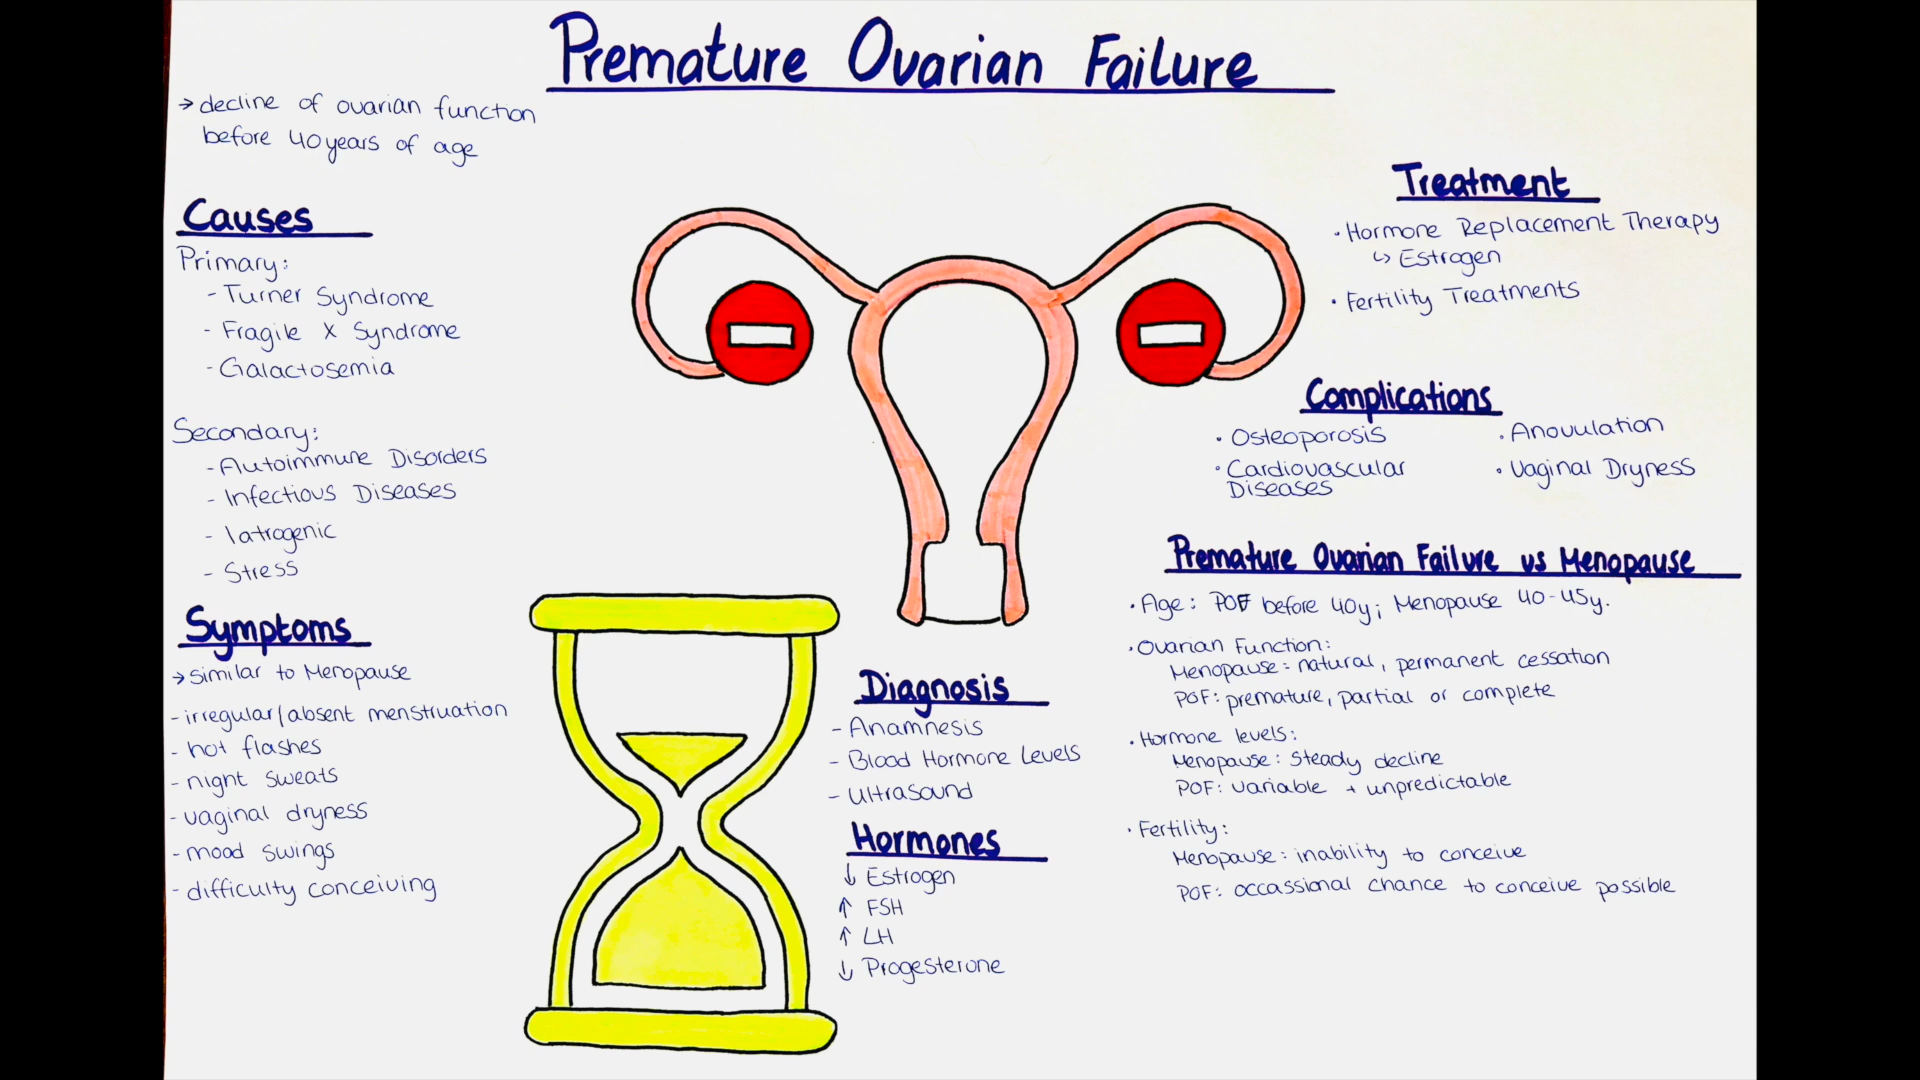 Premature Ovarian Failure
→ decline of ovarian function
before 40 years of age
Causes
Primary:
- Turner Syndrome
- Fragile X Syndrome
- Galactosemia
Secondary:
- Autoimmune Disorders
- Infectious Diseases
- Iatrogenic
- Stress
Symptoms
→ similar to Menopause
- irregular/absent menstruation
- hot flashes
- night sweats
- vaginal dryness
- mood swings
- difficulty conceiving
Diagnosis
- Anamnesis
- Blood Hormone Levels
- Ultrasound
Hormones
↓ Estrogen
↑ FSH
↑ LH
↓ Progesterone
Treatment
• Hormone Replacement Therapy
↳ Estrogen
• Fertility Treatments
Complications
• Osteoporosis
• Cardiovascular
Diseases
• Anovulation
• Vaginal Dryness
Premature Ovarian Failure vs Menopause
• Age: POF before 40y; Menopause 40-45y.
• Ovarian Function:
Menopause: natural, permanent cessation
POF: premature, partial or complete
• Hormone levels:
Menopause: Steady decline
POF: variable + unpredictable
• Fertility:
Menopause: inability to conceive
POF: occassional chance to conceive possible